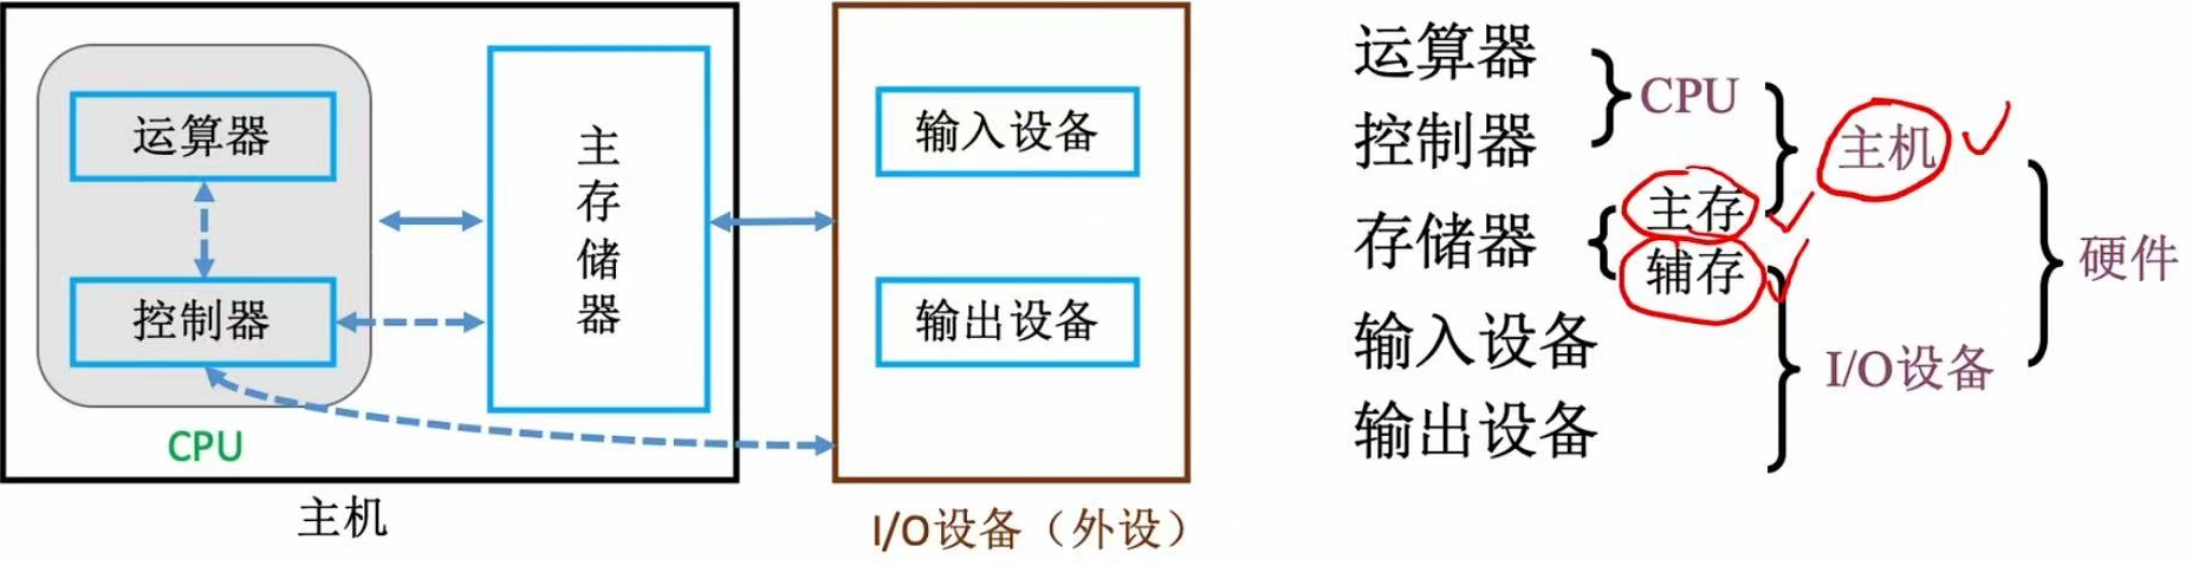 运算器
控制器
CPU
主存储器
主机
输入设备
输出设备
I/O设备（外设）
运算器
控制器
CPU
存储器
主存
辅存
主机
输入设备
输出设备
I/O设备
硬件